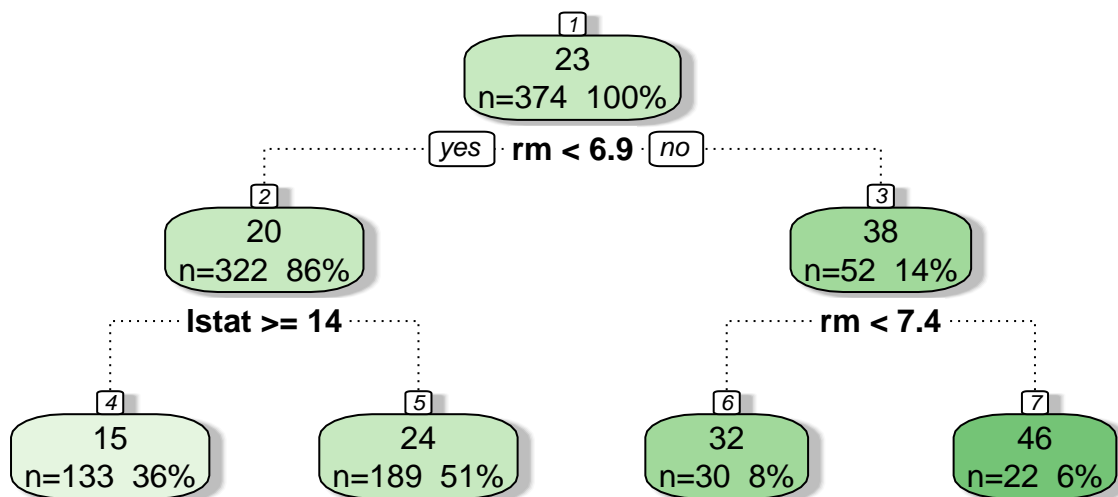 1
23
n=374 100%
yes rm < 6.9 no
2
20
n=322 86%
3
38
n=52 14%
lstat >= 14
rm < 7.4
4
15
n=133 36%
5
24
n=189 51%
6
32
n=30 8%
7
46
n=22 6%